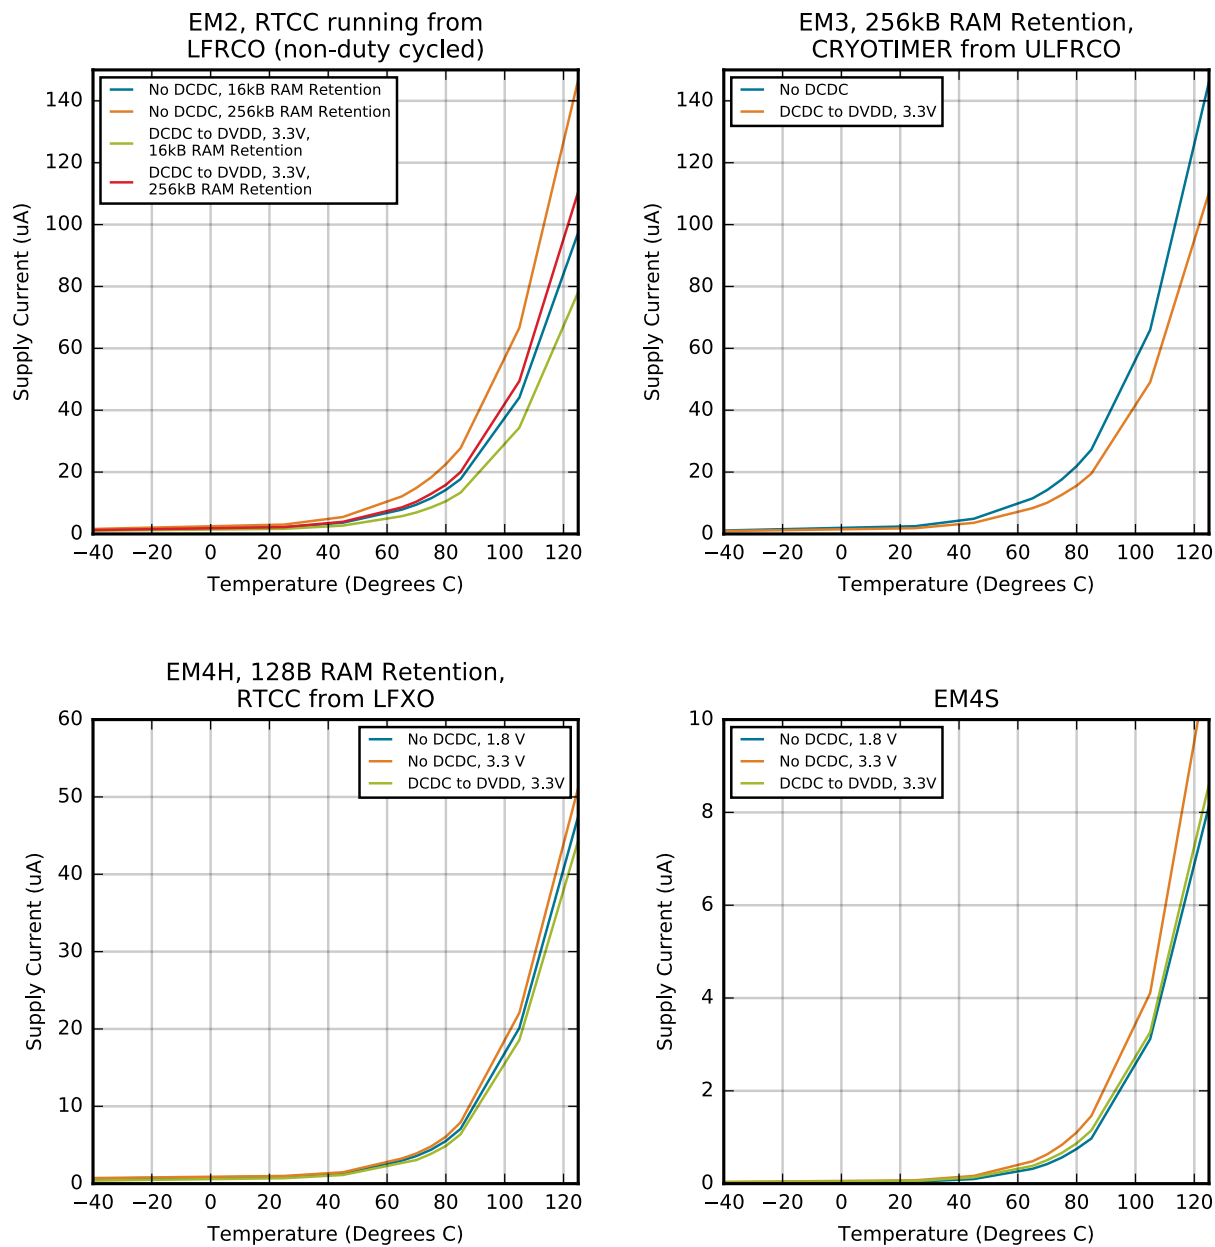 EM2, RTCC running from
LFRCO (non-duty cycled)
No DCDC, 16kB RAM Retention
No DCDC, 256kB RAM Retention
DCDC to DVDD, 3.3V,
16kB RAM Retention
DCDC to DVDD, 3.3V,
256kB RAM Retention
140
120
100
80
60
40
20
0
Supply Current (uA)
−40 −20 0 20 40 60 80 100 120
Temperature (Degrees C)
EM3, 256kB RAM Retention,
CRYOTIMER from ULFRCO
No DCDC
DCDC to DVDD, 3.3V
140
120
100
80
60
40
20
0
Supply Current (uA)
−40 −20 0 20 40 60 80 100 120
Temperature (Degrees C)
EM4H, 128B RAM Retention,
RTCC from LFXO
No DCDC, 1.8 V
No DCDC, 3.3 V
DCDC to DVDD, 3.3V
60
50
40
30
20
10
0
Supply Current (uA)
−40 −20 0 20 40 60 80 100 120
Temperature (Degrees C)
EM4S
No DCDC, 1.8 V
No DCDC, 3.3 V
DCDC to DVDD, 3.3V
10
8
6
4
2
0
Supply Current (uA)
−40 −20 0 20 40 60 80 100 120
Temperature (Degrees C)